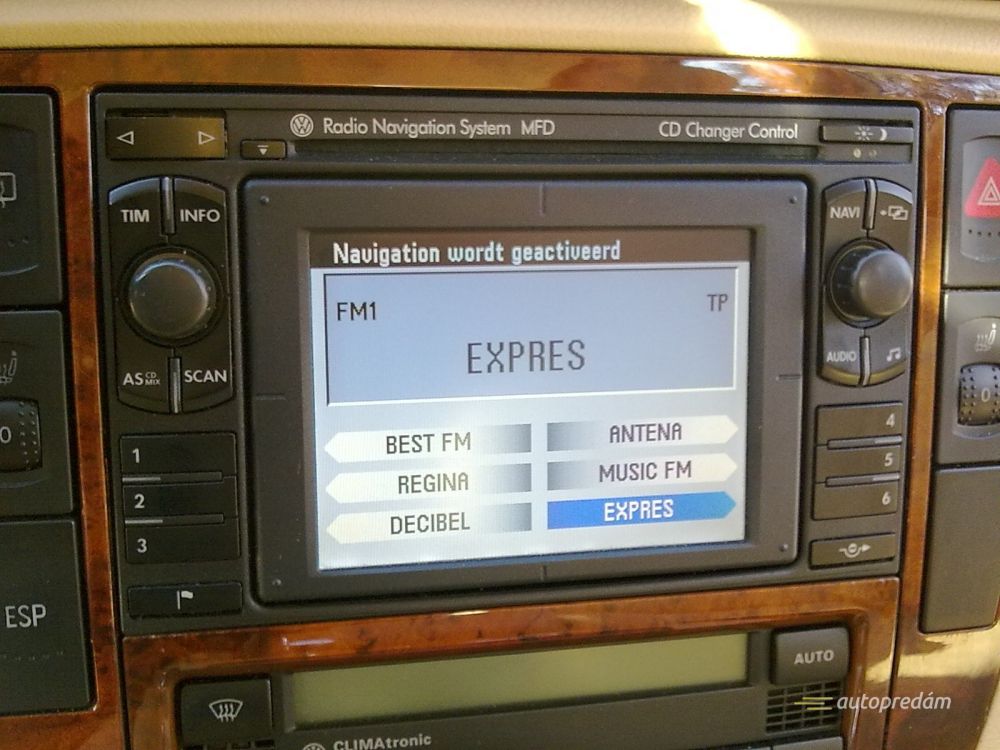 Radio Navigation System MFD
CD Changer Control
TIM INFO
NAVI
Navigation wordt geactiveerd
FM1
TP
EXPRES
AS CD MIX SCAN
AUDIO
BEST FM
ANTENA
REGINA
MUSIC FM
DECIBEL
EXPRES
1
2
3
4
5
6
0
0
ESP
AUTO
CLIMAtronic
autopredám